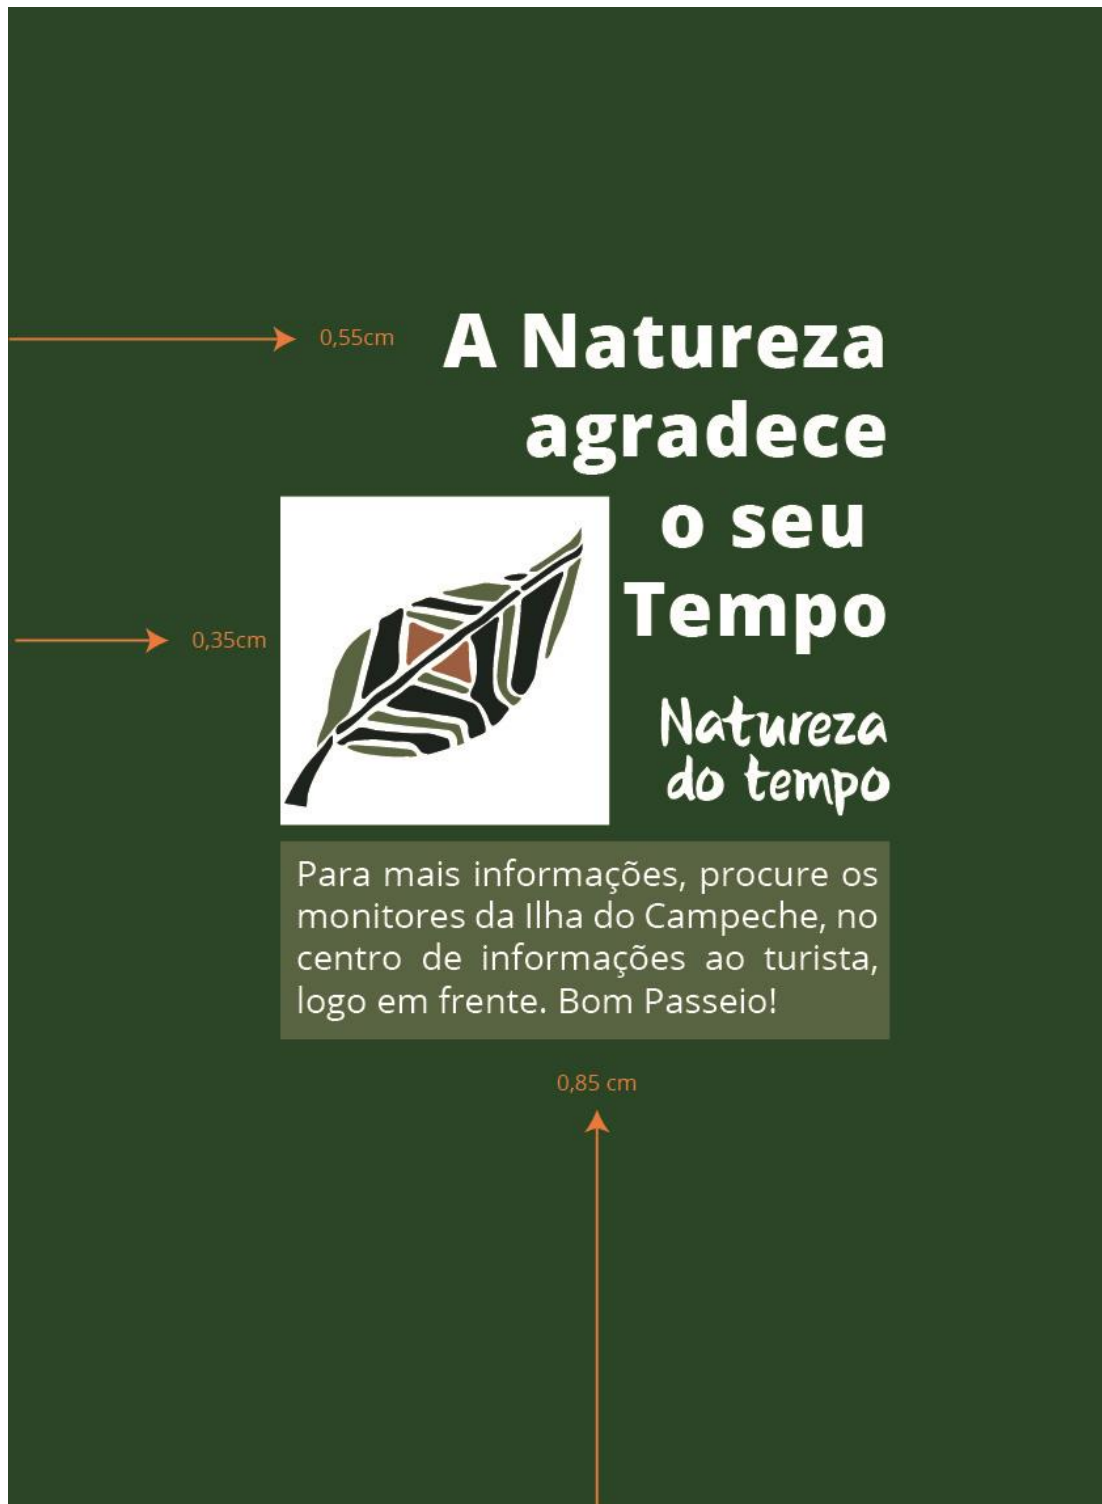 0,55cm
A Natureza
agradece
o seu
Tempo
0,35cm
Natureza
do tempo
Para mais informações, procure os
monitores da Ilha do Campeche, no
centro de informações ao turista,
logo em frente. Bom Passeio!
0,85 cm